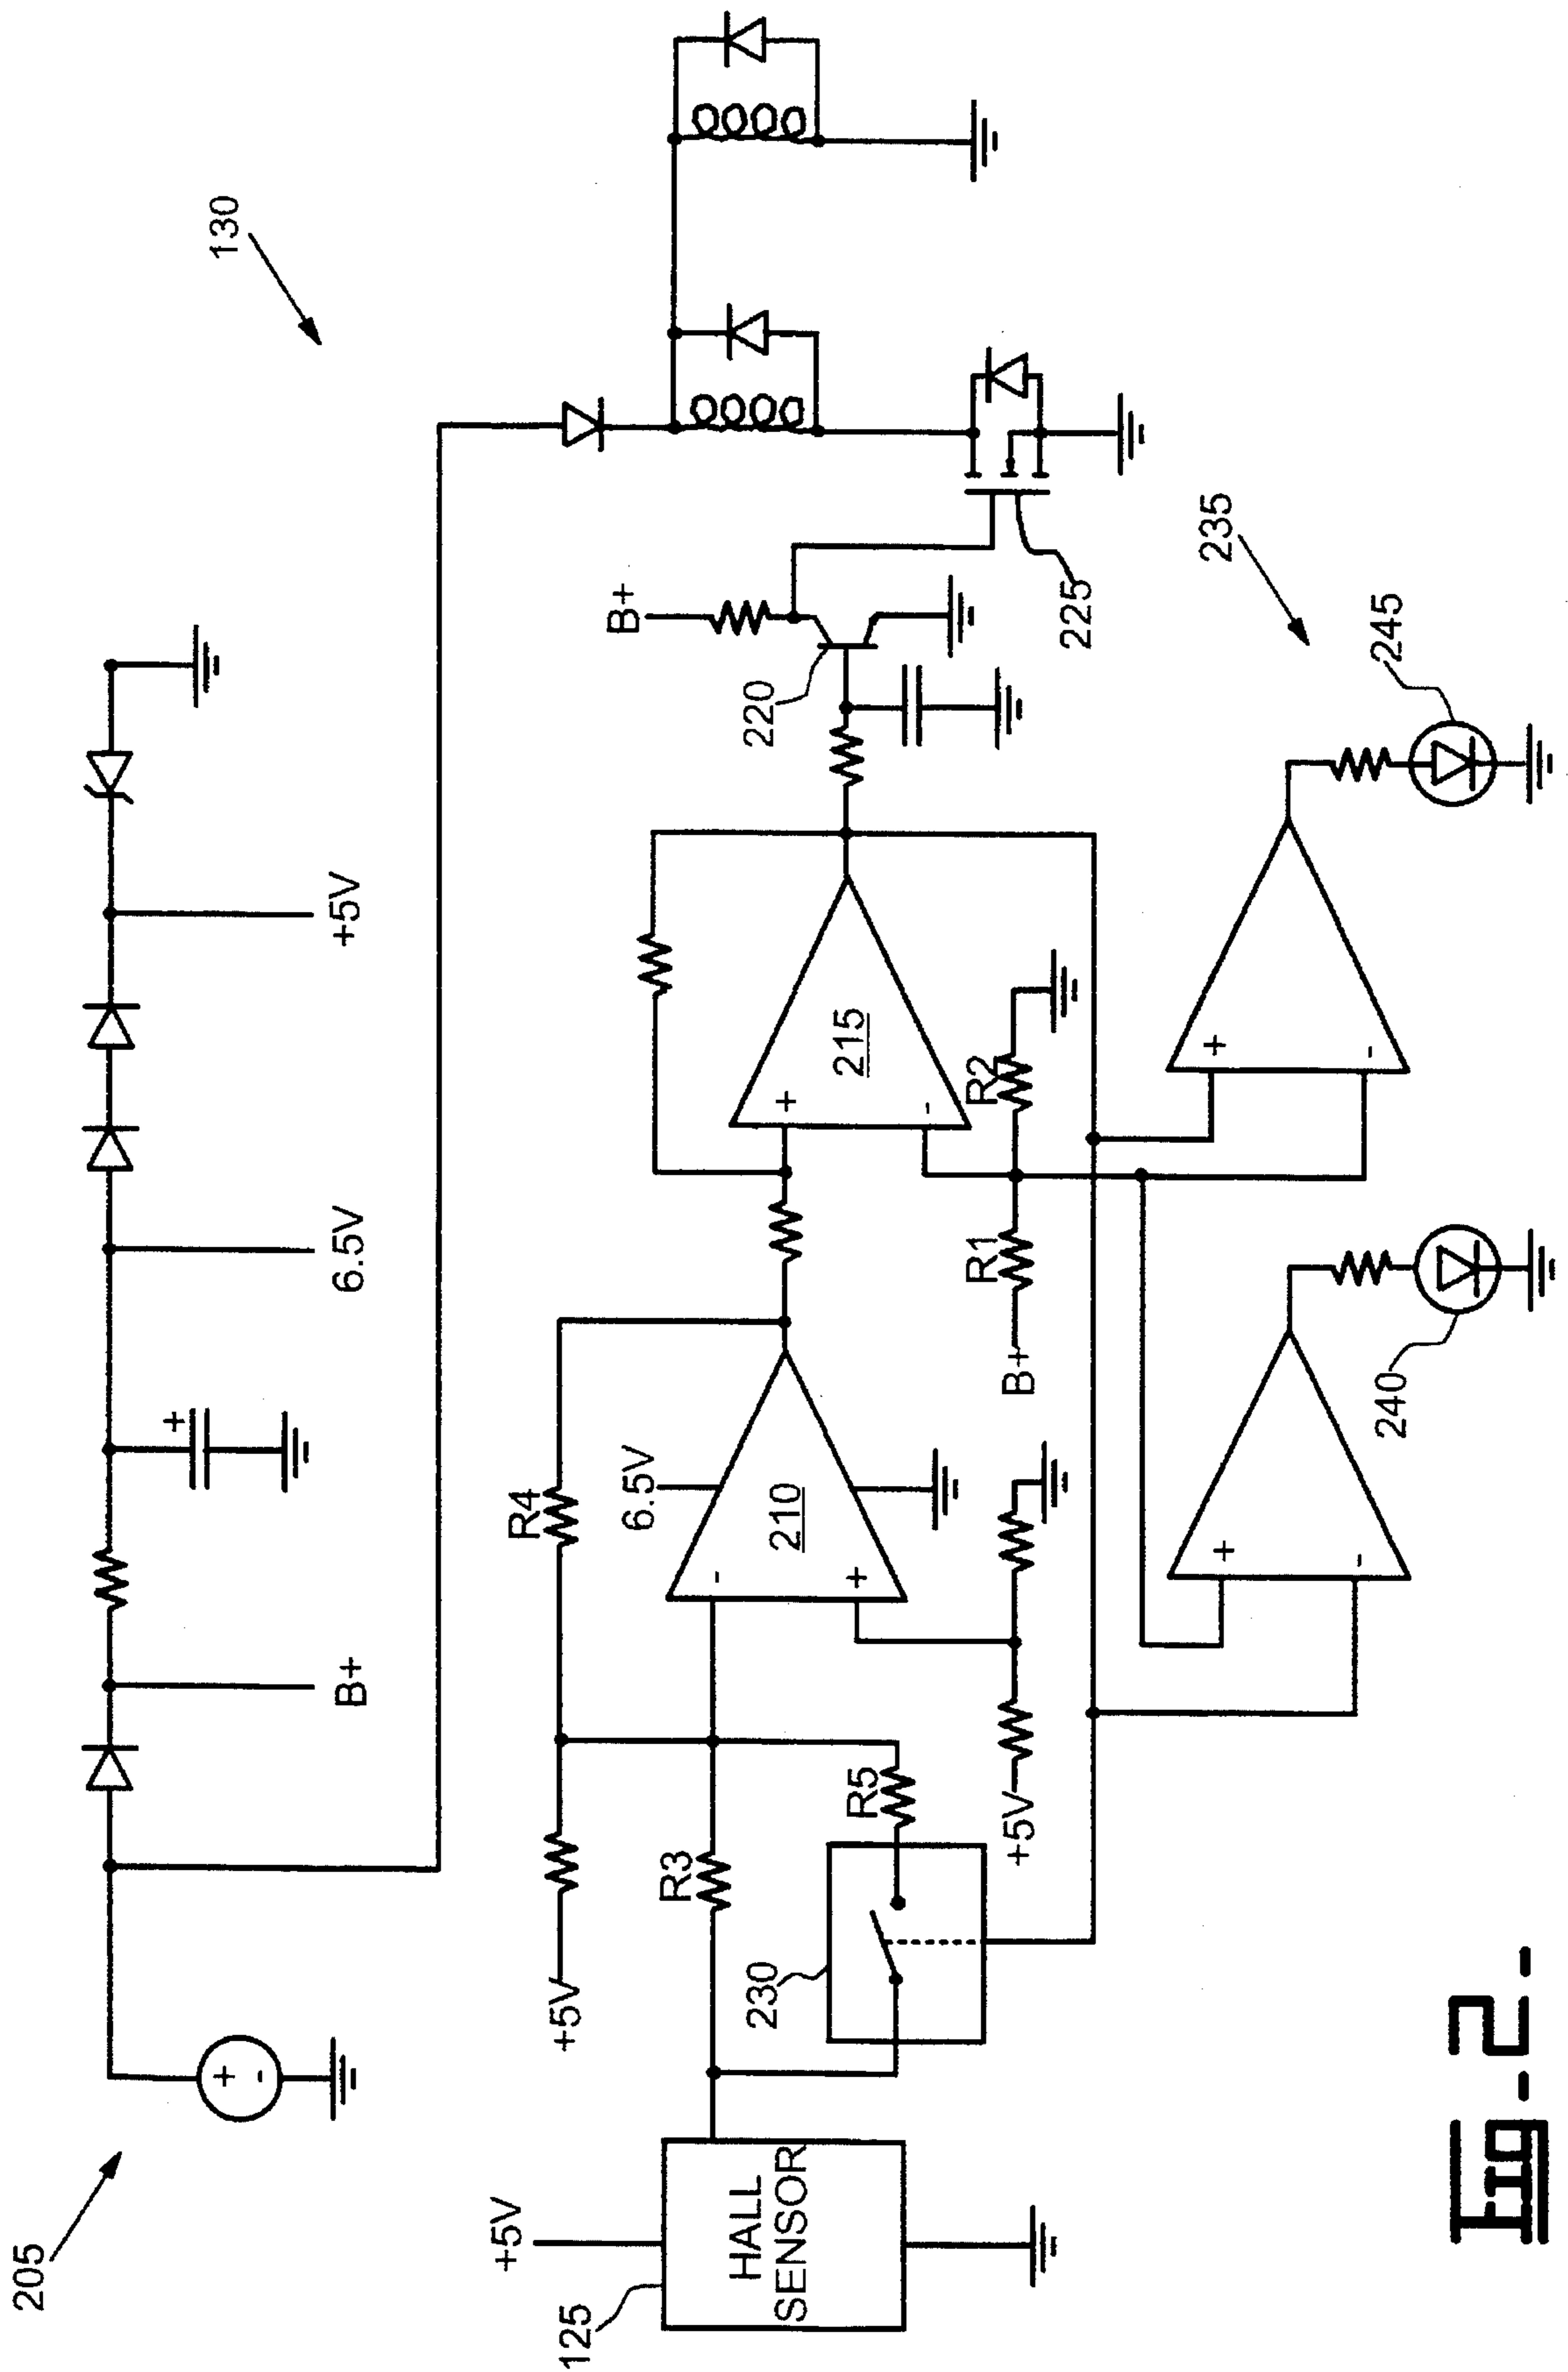 205
130
B+
6.5V
+5V
125
+5V
HALL
SENSOR
+5V
R3
230
R5
R4
6.5V
-
210
+
+5V
B+
R1
R2
+
215
-
220
B+
225
235
+
-
240
+
-
245
+
-
+
Fig. 2.